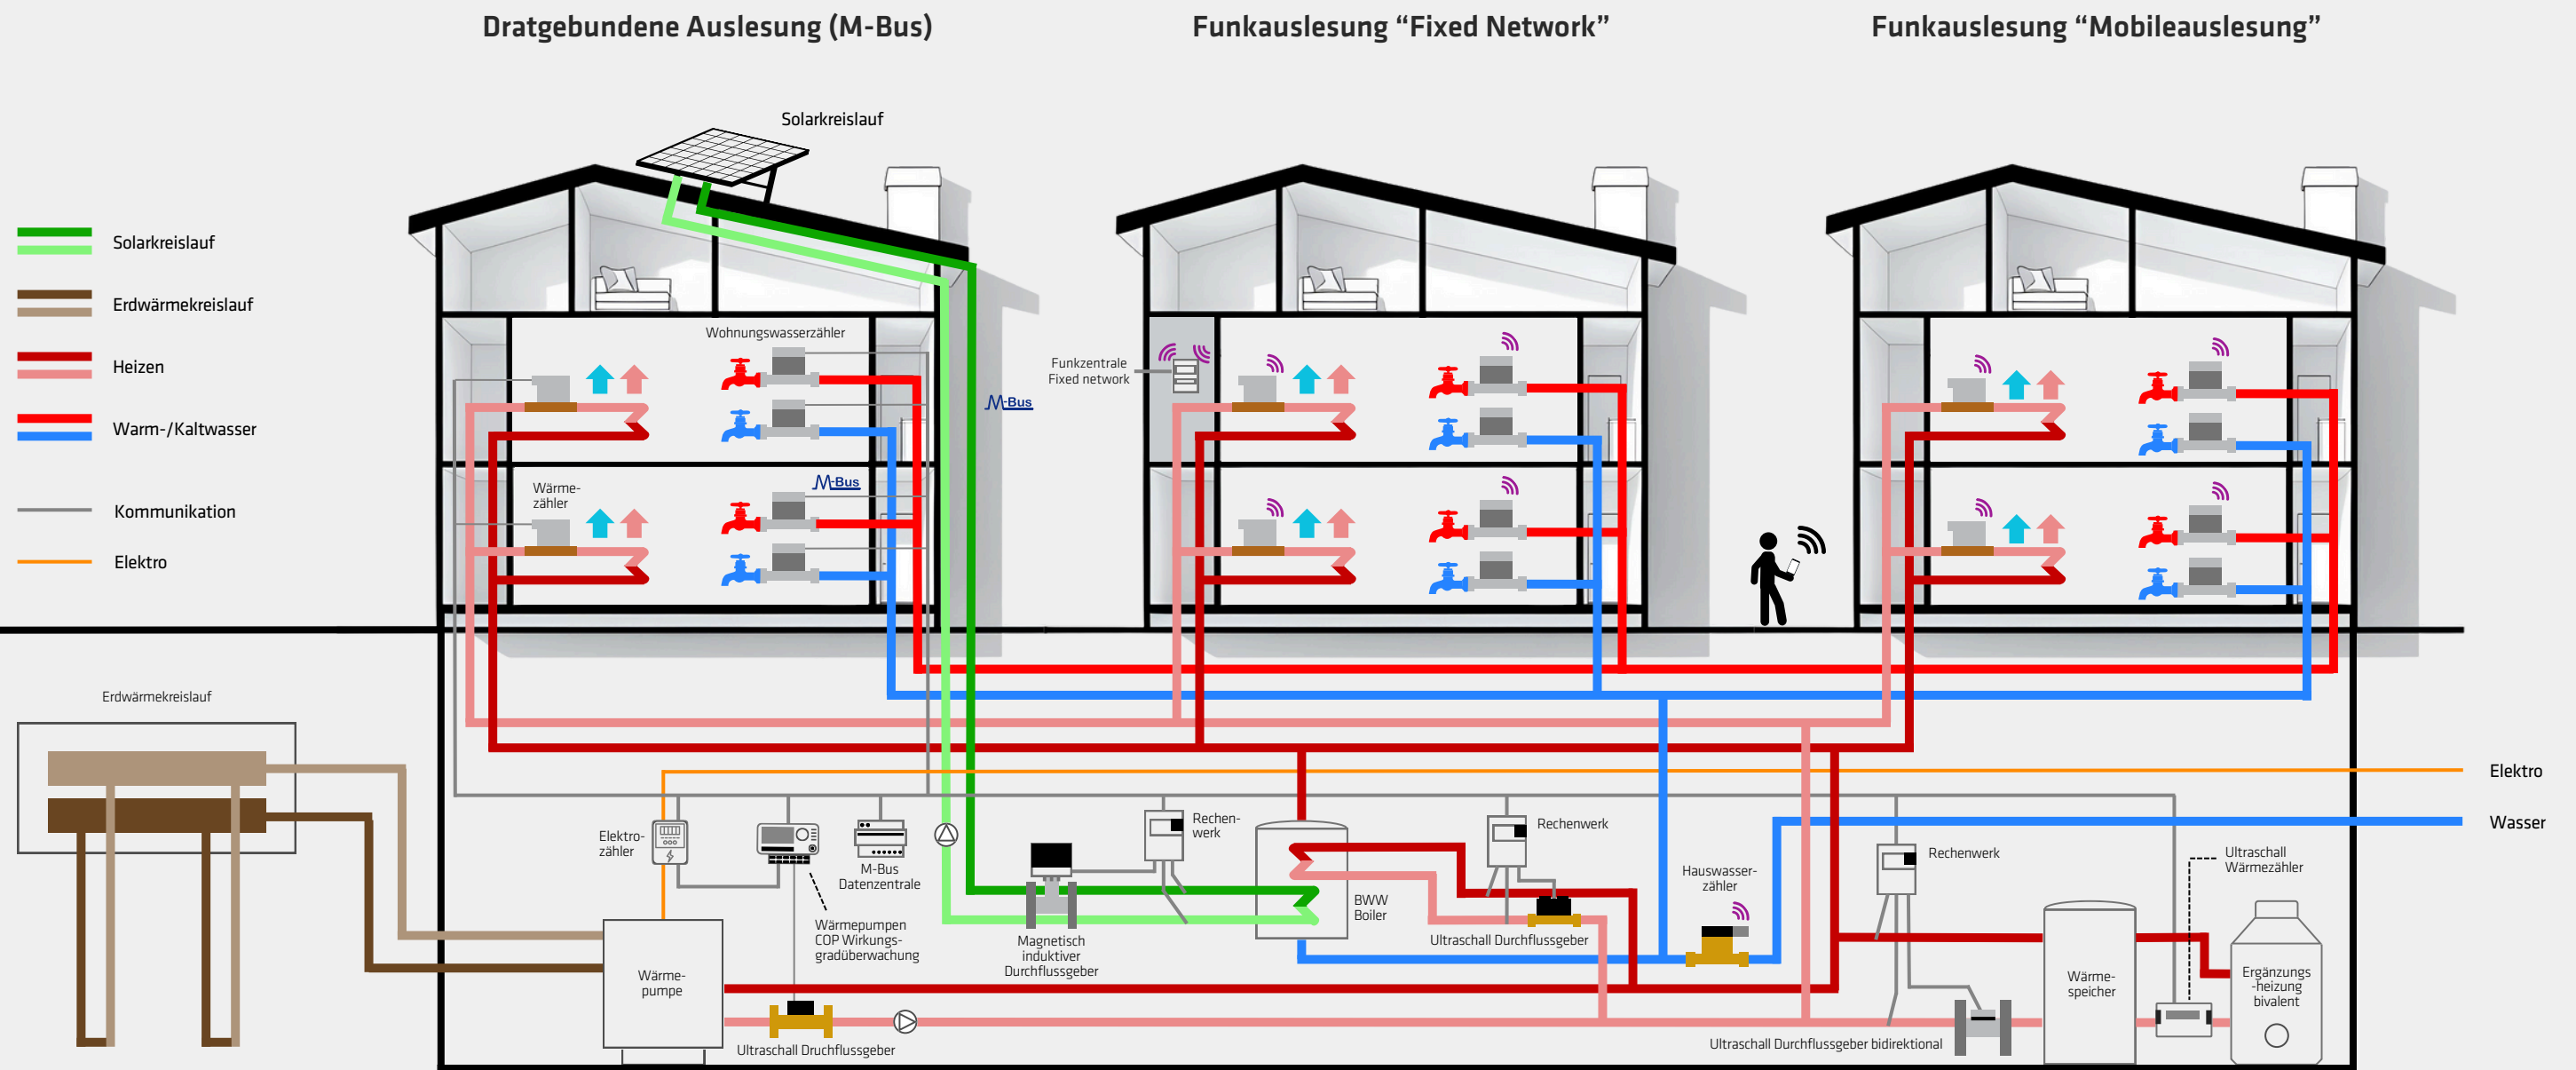 Dratgebundene Auslesung (M-Bus)
Funkauslesung “Fixed Network”
Funkauslesung “Mobileauslesung”
Solarkreislauf
Solarkreislauf
Erdwärmekreislauf
Heizen
Warm-/Kaltwasser
Kommunikation
Elektro
Wohnungswasserzähler
Wärme-
zähler
M-Bus
M-Bus
Funkzentrale
Fixed network
Erdwärmekreislauf
Elektro
Wasser
Elektro-
zähler
M-Bus
Datenzentrale
Wärmepumpen
COP Wirkungs-
gradüberwachung
Wärme-
pumpe
Ultraschall Druchflussgeber
Magnetisch
induktiver
Durchflussgeber
Rechen-
werk
BWW
Boiler
Rechenwerk
Ultraschall Durchflussgeber
Hauswasser-
zähler
Rechenwerk
Ultraschall Durchflussgeber bidirektional
Wärme-
speicher
Ultraschall
Wärmezähler
Ergänzungs
-heizung
bivalent